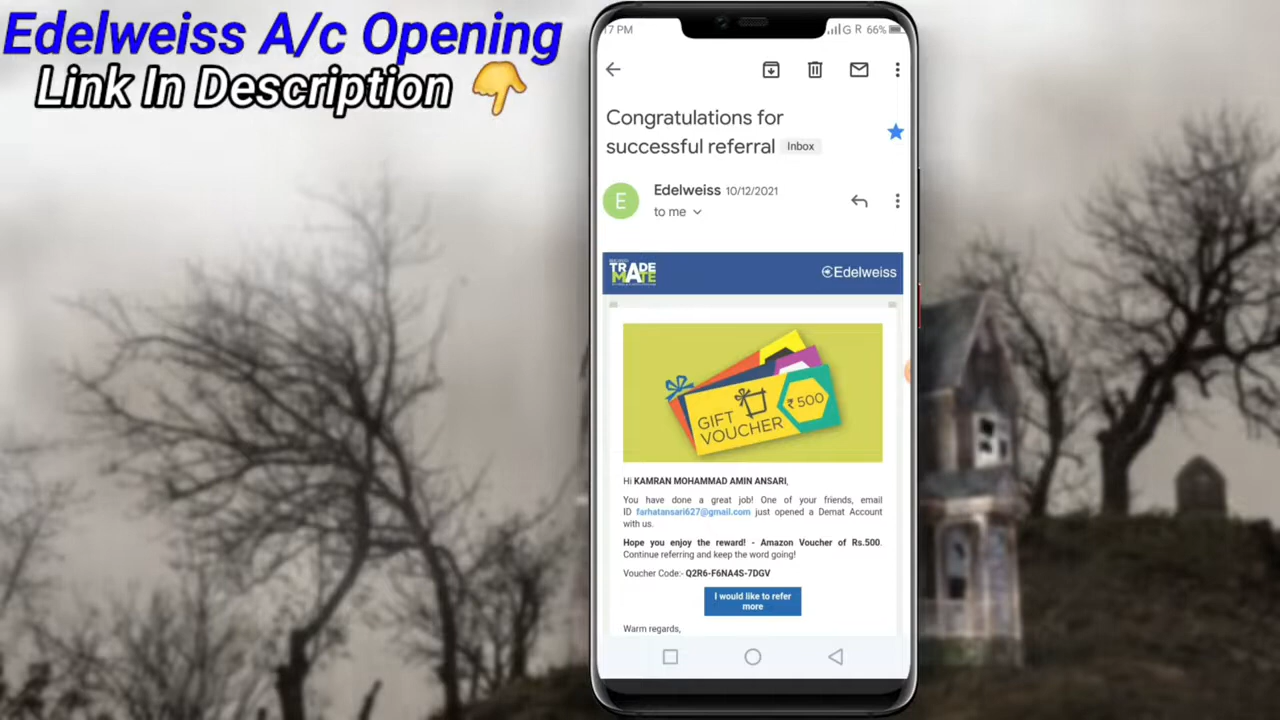 Edelweiss A/c Opening
Link In Description 👇
17 PM
G R 66%
Congratulations for
successful referral Inbox
Edelweiss 10/12/2021
E
to me
TRADE
MATE
Edelweiss
GIFT
VOUCHER
₹ 500
Hi KAMRAN MOHAMMAD AMIN ANSARI,
You have done a great job! One of your friends, email
ID farhatansari627@gmail.com just opened a Demat Account
with us.
Hope you enjoy the reward! - Amazon Voucher of Rs.500.
Continue referring and keep the word going!
Voucher Code:- Q2R6-F6NA4S-7DGV
I would like to refer
more
Warm regards,